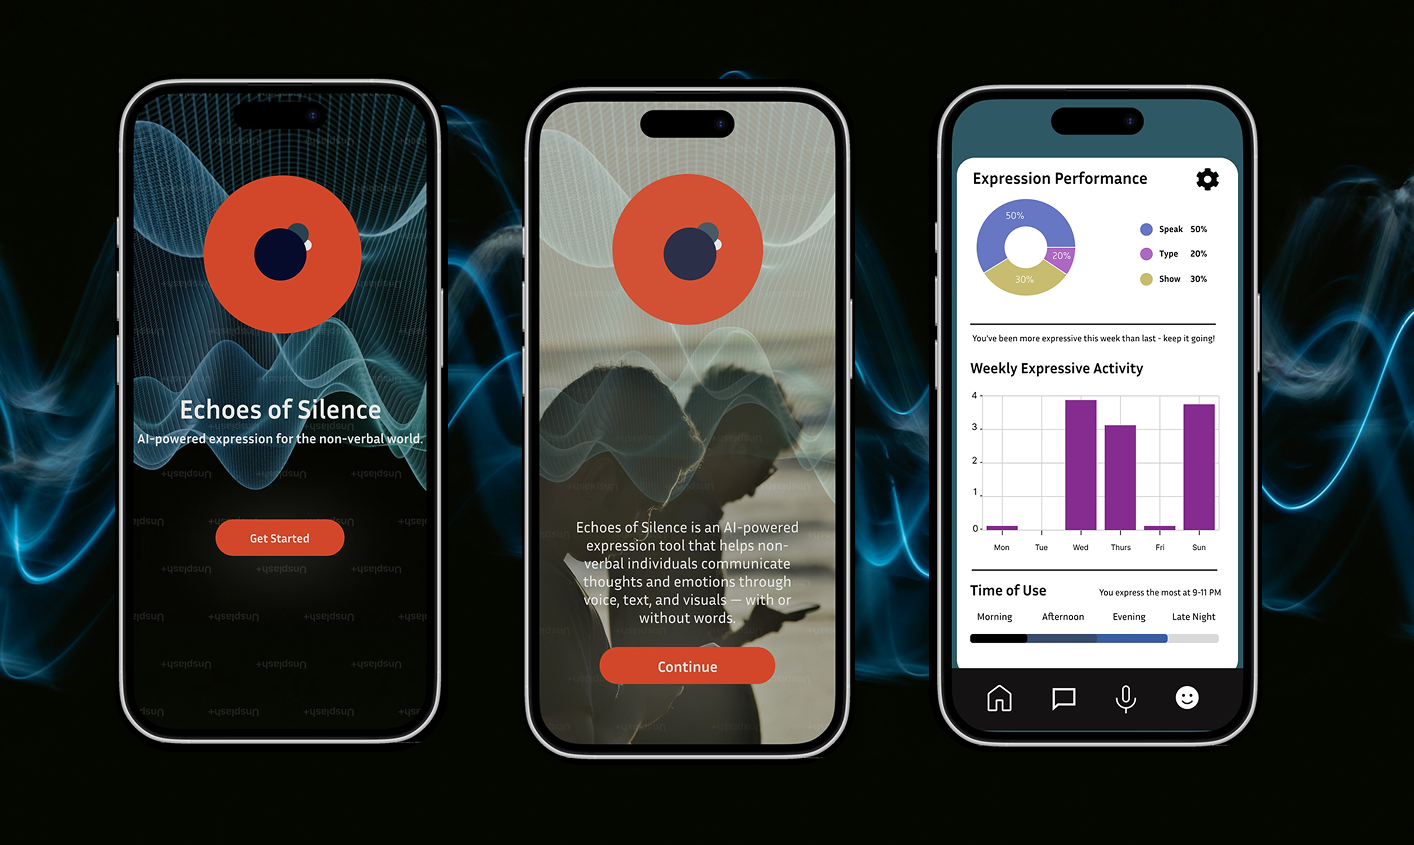 Echoes of Silence
AI-powered expression for the non-verbal world.
Get Started
Unsplash+
Echoes of Silence is an AI-powered
expression tool that helps non-
verbal individuals communicate
thoughts and emotions through
voice, text, and visuals — with or
without words.
Continue
Expression Performance
50%
20%
30%
Speak 50%
Type 20%
Show 30%
You've been more expressive this week than last - keep it going!
Weekly Expressive Activity
4
3
2
1
0
Mon Tue Wed Thurs Fri Sun
Time of Use You express the most at 9-11 PM
Morning Afternoon Evening Late Night